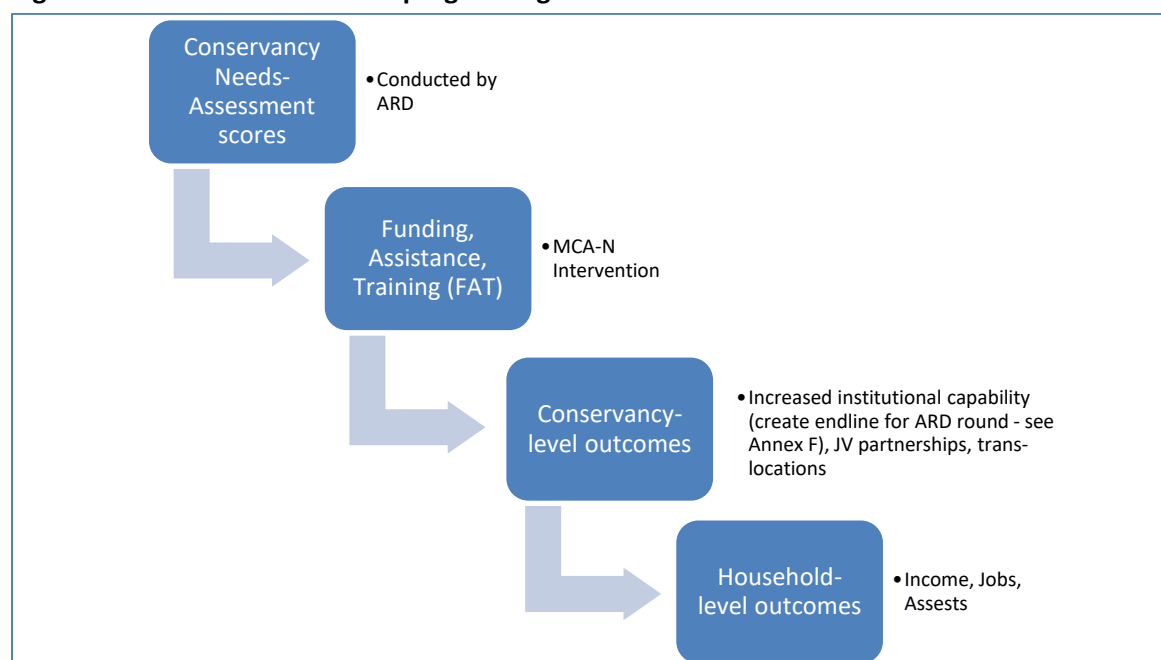 Conservancy
Needs-
Assessment
scores
•Conducted by
ARD
Funding,
Assistance,
Training (FAT)
•MCA-N
Intervention
Conservancy-
level outcomes
•Increased institutional capability
(create endline for ARD round - see
Annex F), JV partnerships, trans-
locations
Household-
level outcomes
•Income, Jobs,
Assests